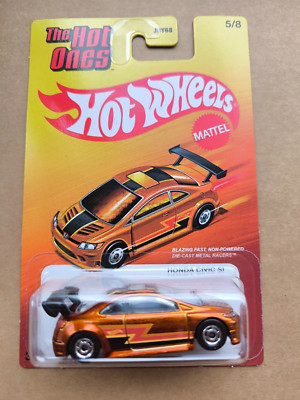 The Hot
Ones
5/8
Hot Wheels
MATTEL
BLAZING FAST, NON-POWERED
DIE-CAST METAL RACERS™
HONDA CIVIC SI